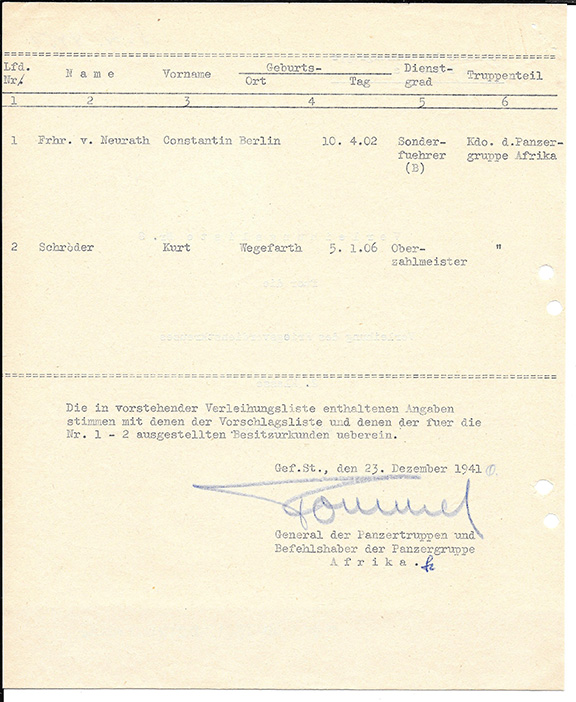 Lfd. Nr. N a m e Vorname Geburts- Ort Tag Dienst- grad Truppenteil
1 2 3 4 5 6
1 Frhr. v. Neurath Constantin Berlin 10. 4.02 Sonder- Kdo. d.Panzer-
fuehrer gruppe Afrika
(B)
2 Schröder Kurt Wegefarth 5. 1.06 Ober- "
zahlmeister
Die in vorstehender Verleihungsliste enthaltenen Angaben
stimmen mit denen der Vorschlagsliste und denen der fuer die
Nr. 1 - 2 ausgestellten Besitzurkunden ueberein.
Gef.St., den 23. Dezember 1941
Rommel
General der Panzertruppen und
Befehlshaber der Panzergruppe
A f r i k a .